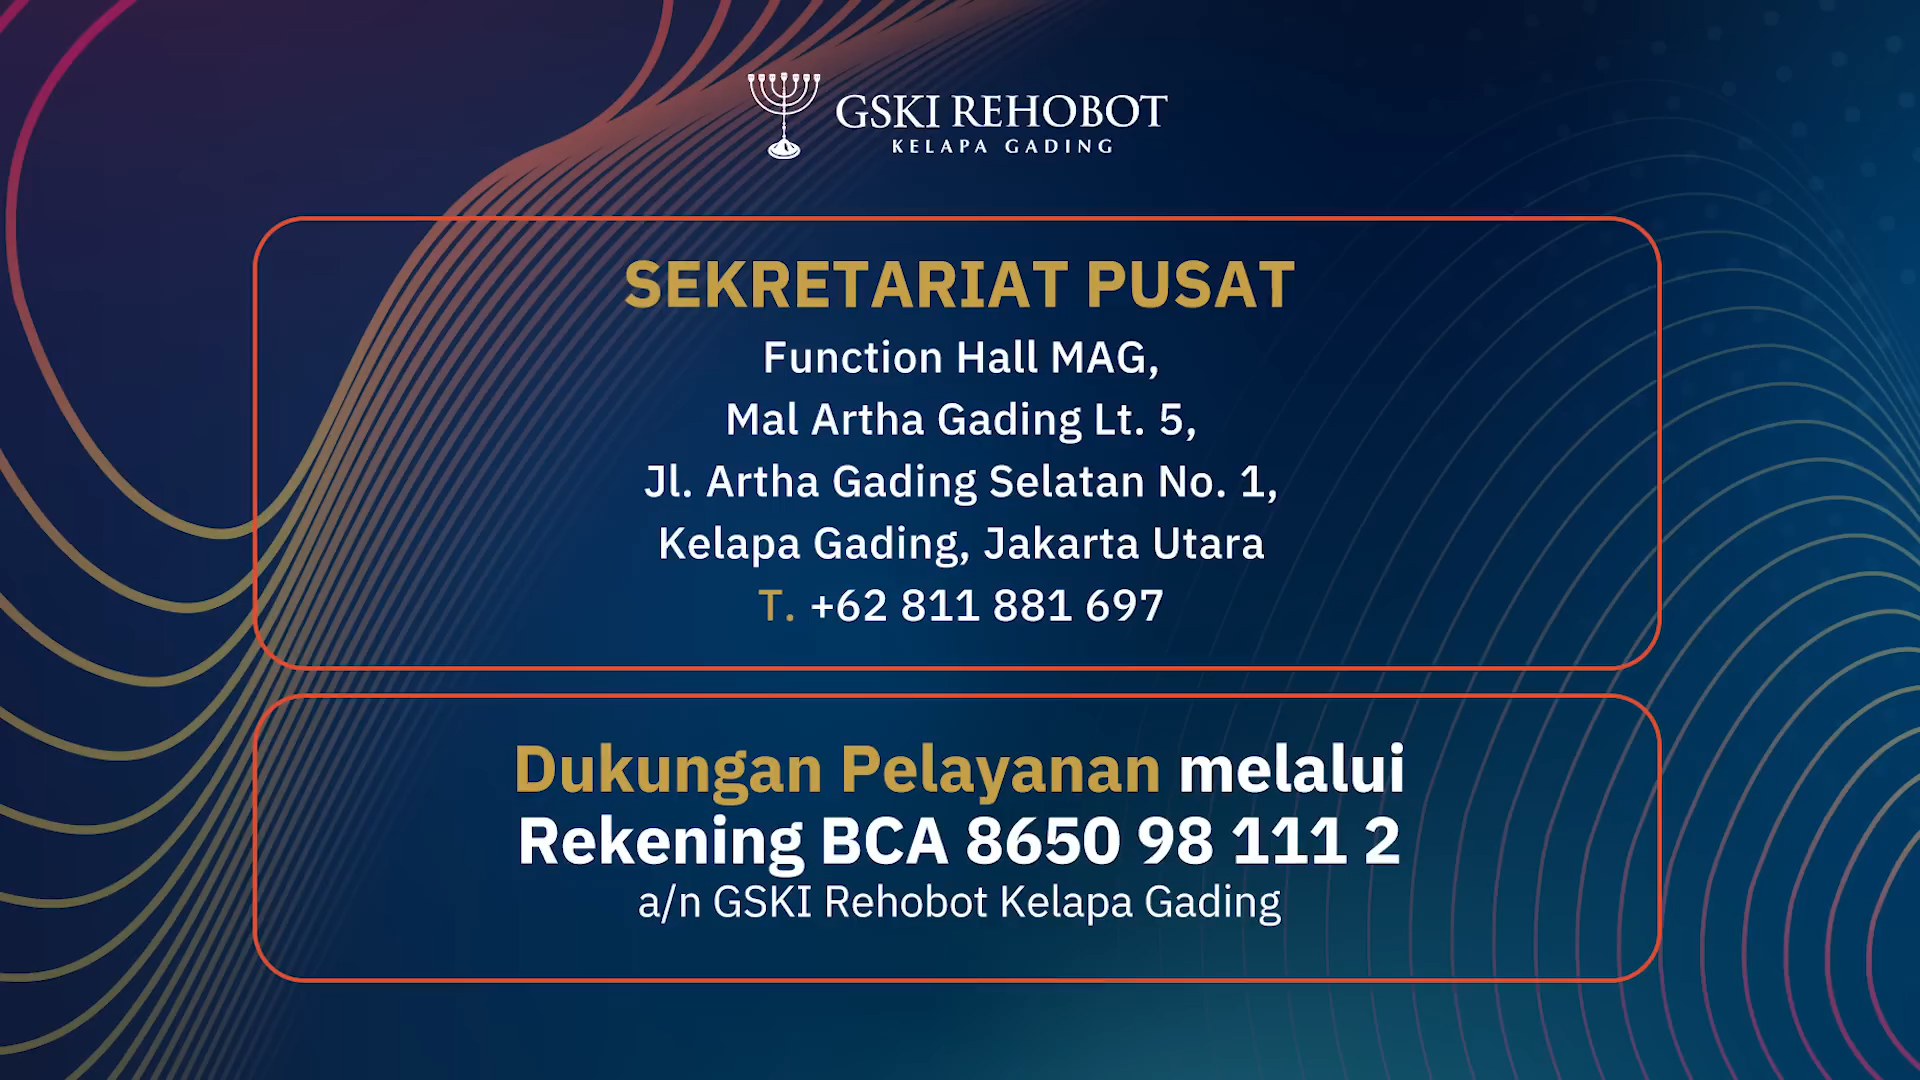 GSKI REHOBOT
KELAPA GADING
SEKRETARIAT PUSAT
Function Hall MAG,
Mal Artha Gading Lt. 5,
Jl. Artha Gading Selatan No. 1,
Kelapa Gading, Jakarta Utara
T. +62 811 881 697
Dukungan Pelayanan melalui
Rekening BCA 8650 98 111 2
a/n GSKI Rehobot Kelapa Gading